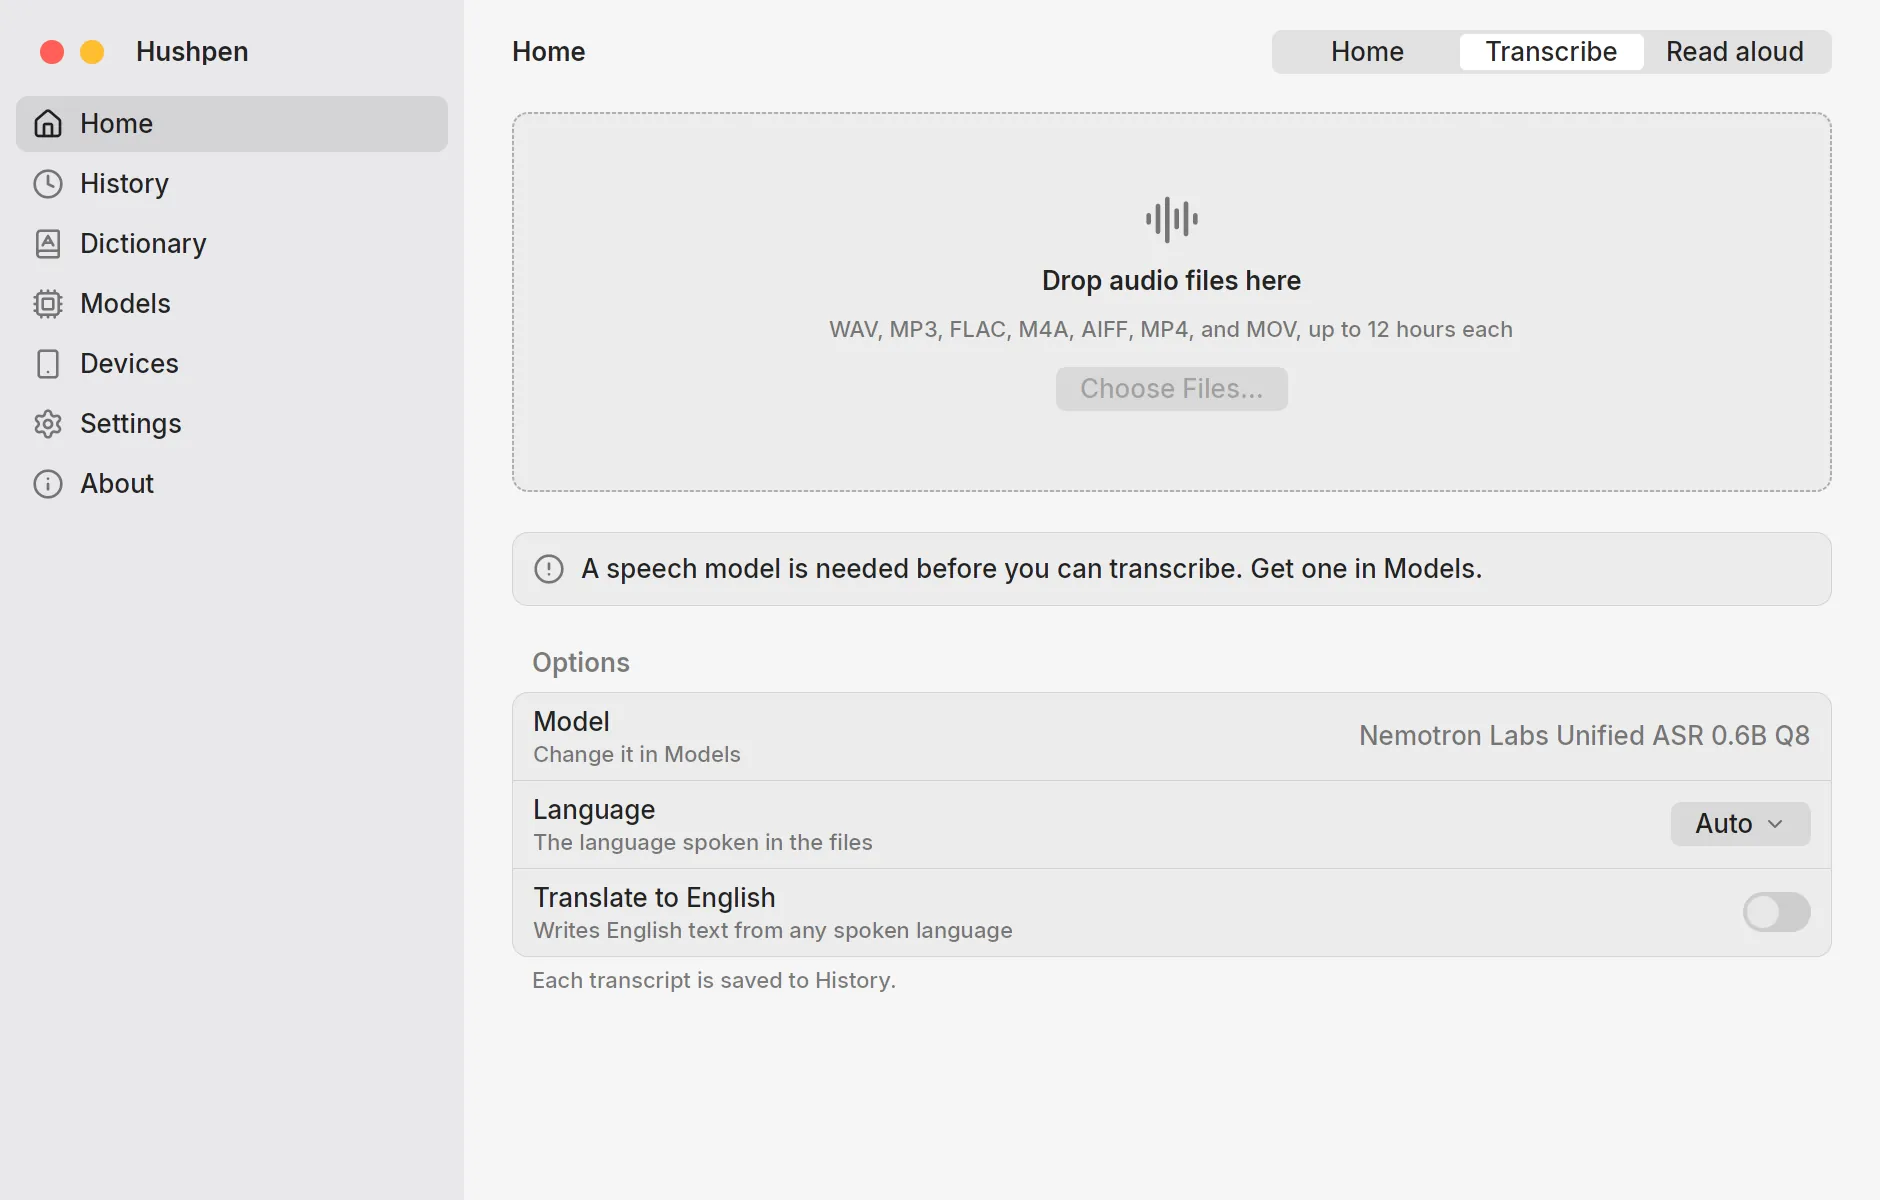 Hushpen
Home
History
Dictionary
Models
Devices
Settings
About
Home
Home
Transcribe
Read aloud
Drop audio files here
WAV, MP3, FLAC, M4A, AIFF, MP4, and MOV, up to 12 hours each
Choose Files...
A speech model is needed before you can transcribe. Get one in Models.
Options
Model
Change it in Models
Nemotron Labs Unified ASR 0.6B Q8
Language
The language spoken in the files
Auto
Translate to English
Writes English text from any spoken language
Each transcript is saved to History.